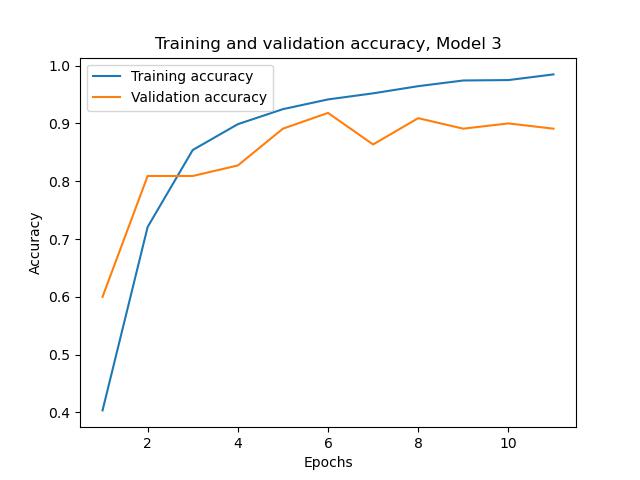 Training and validation accuracy, Model 3
1.0
Training accuracy
Validation accuracy
0.9
0.8
0.7
Accuracy
0.6
0.5
0.4
2 4 6 8 10
Epochs